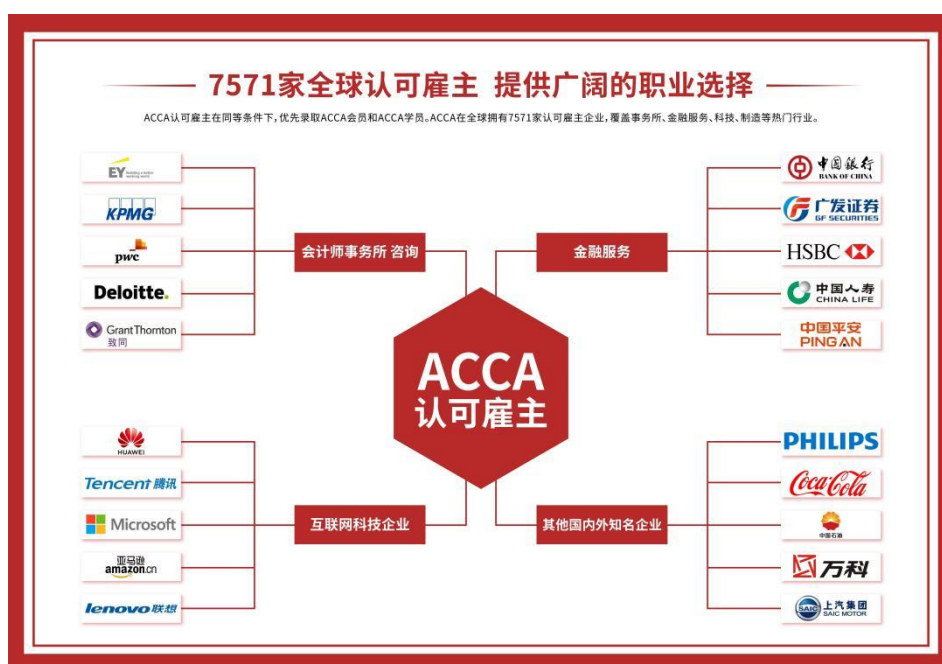 7571家全球认可雇主 提供广阔的职业选择
ACCA认可雇主在同等条件下,优先录取ACCA会员和ACCA学员。ACCA在全球拥有7571家认可雇主企业,覆盖事务所、金融服务、科技、制造等热门行业。
EY
KPMG
pwc
Deloitte.
Grant Thornton
致同
会计师事务所 咨询
金融服务
中国银行
BANK OF CHINA
广发证券
GF SECURITIES
HSBC
中国人寿
CHINA LIFE
中国平安
PING AN
ACCA
认可雇主
HUAWEI
Tencent 腾讯
Microsoft
亚马逊
amazon.cn
lenovo 联想
互联网科技企业
其他国内外知名企业
PHILIPS
Coca-Cola
中国石油
万科
SAIC
上汽集团
SAIC MOTOR